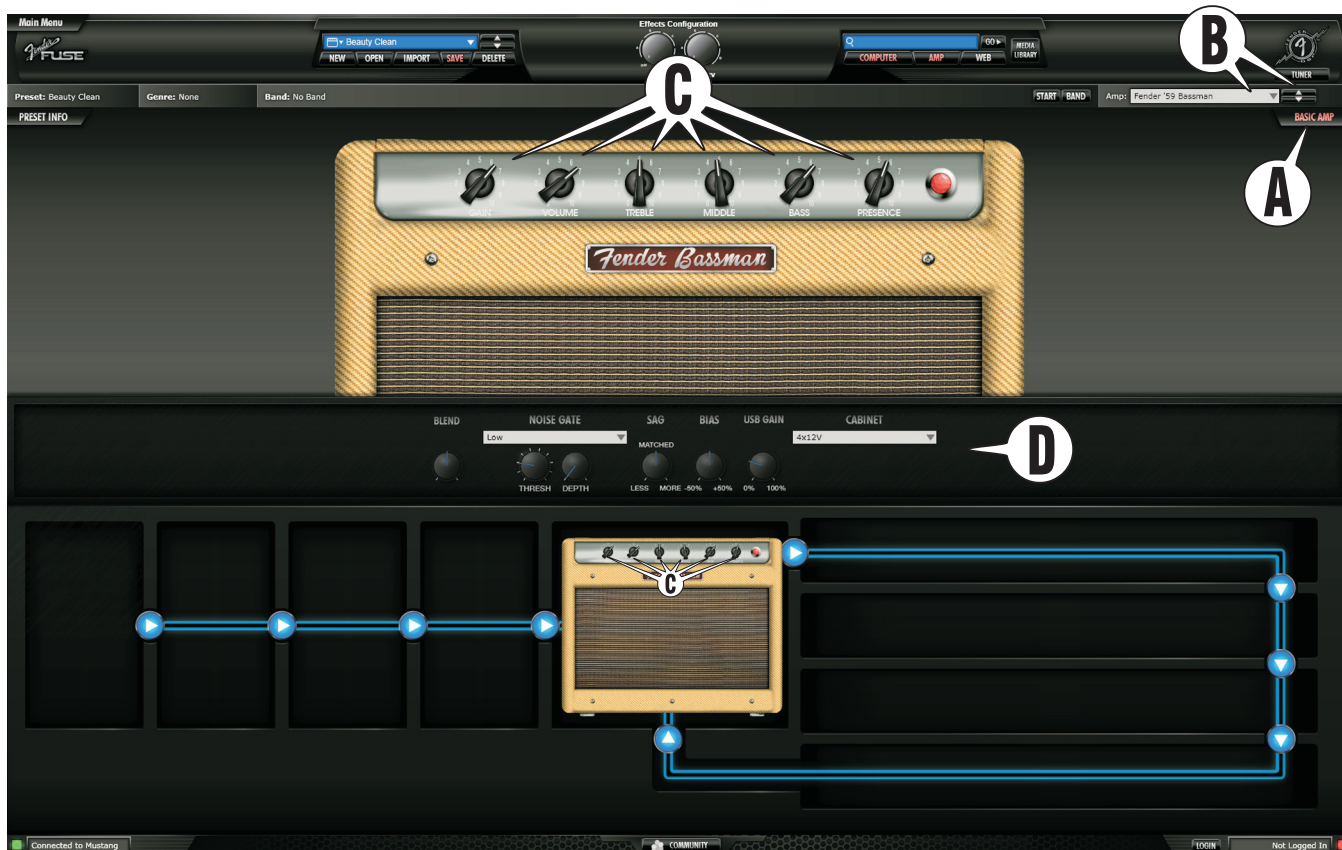 Main Menu
Fender FUSE
Beauty Clean
NEW OPEN IMPORT SAVE DELETE
Effects Configuration
GO
COMPUTER AMP WEB
MEDIA LIBRARY
TUNER
B
Preset: Beauty Clean Genre: None Band: No Band
START BAND Amp: Fender '59 Bassman
PRESET INFO
BASIC AMP
C
A
GAIN VOLUME TREBLE MIDDLE BASS PRESENCE
Fender Bassman
BLEND NOISE GATE SAG BIAS USB GAIN CABINET
Low
MATCHED
4x12V
THRESH DEPTH LESS MORE -50% +50% 0% 100%
D
C
Connected to Mustang
COMMUNITY
LOGIN Not Logged In